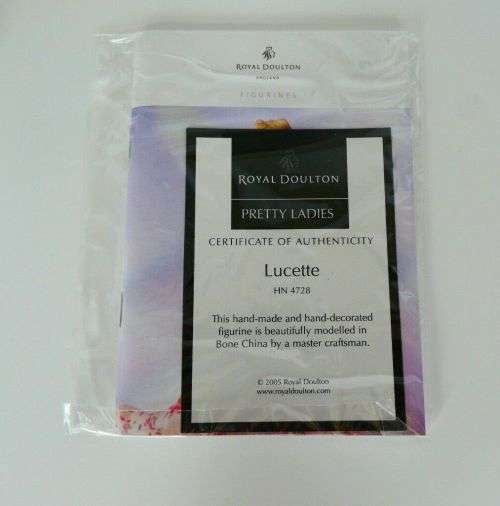 ROYAL DOULTON
ENGLAND
FIGURINES
ROYAL DOULTON
PRETTY LADIES
CERTIFICATE OF AUTHENTICITY
Lucette
HN 4728
This hand-made and hand-decorated
figurine is beautifully modelled in
Bone China by a master craftsman.
© 2005 Royal Doulton
www.royaldoulton.com